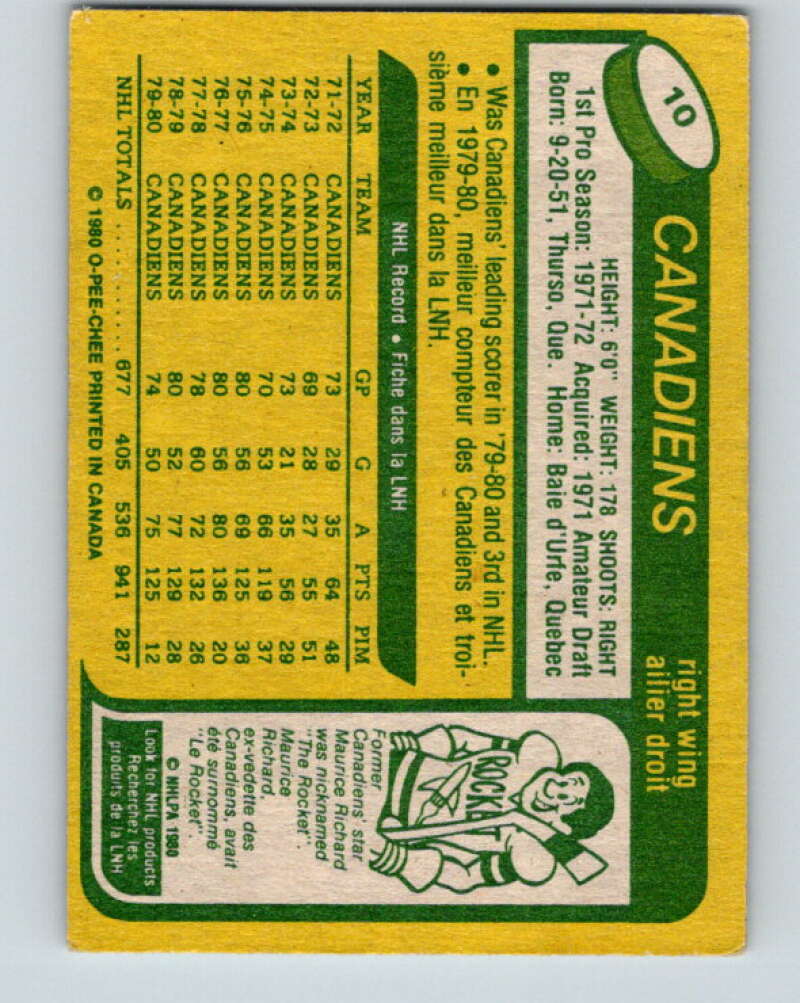 10
CANADIENS
right wing
ailier droit
HEIGHT: 6'0" WEIGHT: 178 SHOOTS: RIGHT
1st Pro Season: 1971-72 Acquired: 1971 Amateur Draft
Born: 9-20-51, Thurso, Que. Home: Baie d'Urfe, Quebec
• Was Canadiens' leading scorer in '79-80 and 3rd in NHL.
• En 1979-80, meilleur compteur des Canadiens et troi-
sième meilleur dans la LNH.
NHL Record • Fiche dans la LNH
YEAR TEAM GP G A PTS PIM
71-72 CANADIENS 73 29 35 64 48
72-73 CANADIENS 69 28 27 55 51
73-74 CANADIENS 73 21 35 56 29
74-75 CANADIENS 70 53 66 119 37
75-76 CANADIENS 80 56 69 125 36
76-77 CANADIENS 80 56 80 136 20
77-78 CANADIENS 78 60 72 132 26
78-79 CANADIENS 80 52 77 129 28
79-80 CANADIENS 74 50 75 125 12
NHL TOTALS .......... 677 405 536 941 287
© 1980 O-PEE-CHEE PRINTED IN CANADA
ROCKET
Former
Canadiens' star
Maurice Richard
was nicknamed
"The Rocket".
Maurice
Richard,
ex-vedette des
Canadiens, avait
été surnommé
"Le Rocket".
© NHLPA 1980
Look for NHL products
Recherchez les
produits de la LNH